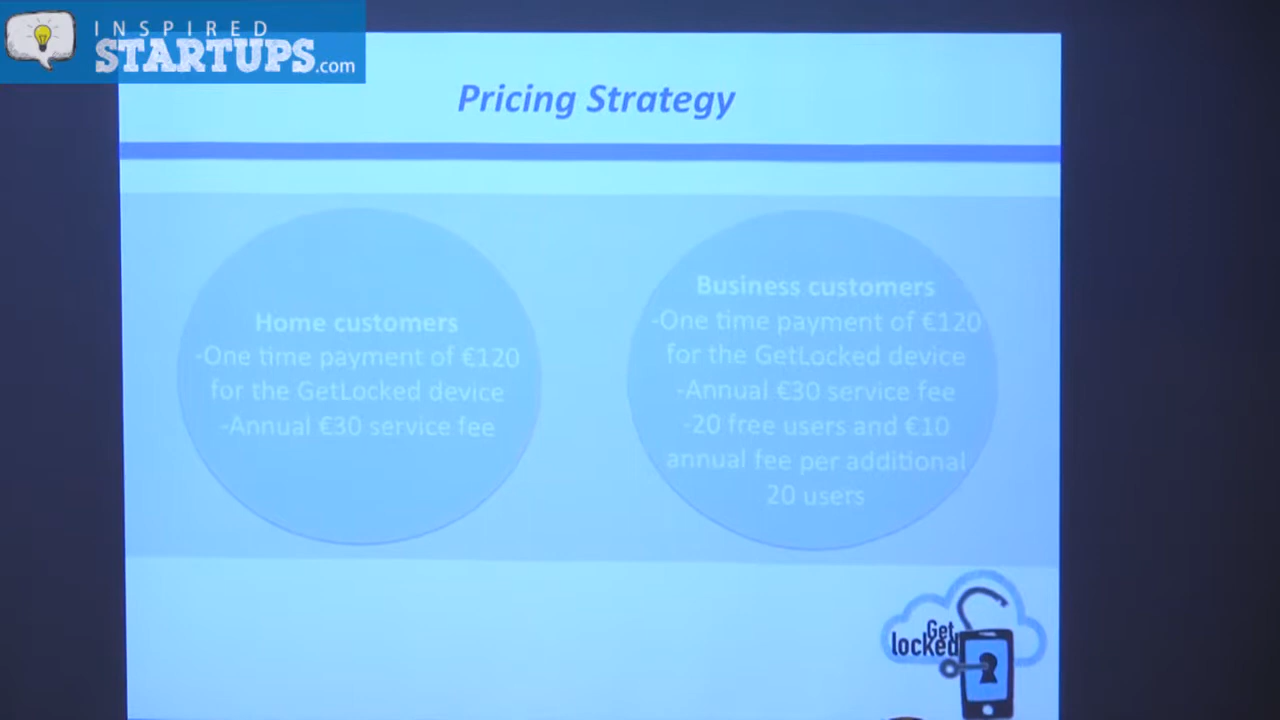 INSPIRED
STARTUPS.com
Pricing Strategy
Home customers
-One time payment of €120
for the GetLocked device
-Annual €30 service fee
Business customers
-One time payment of €120
for the GetLocked device
-Annual €30 service fee
-20 free users and €10
annual fee per additional
20 users
Get
locked